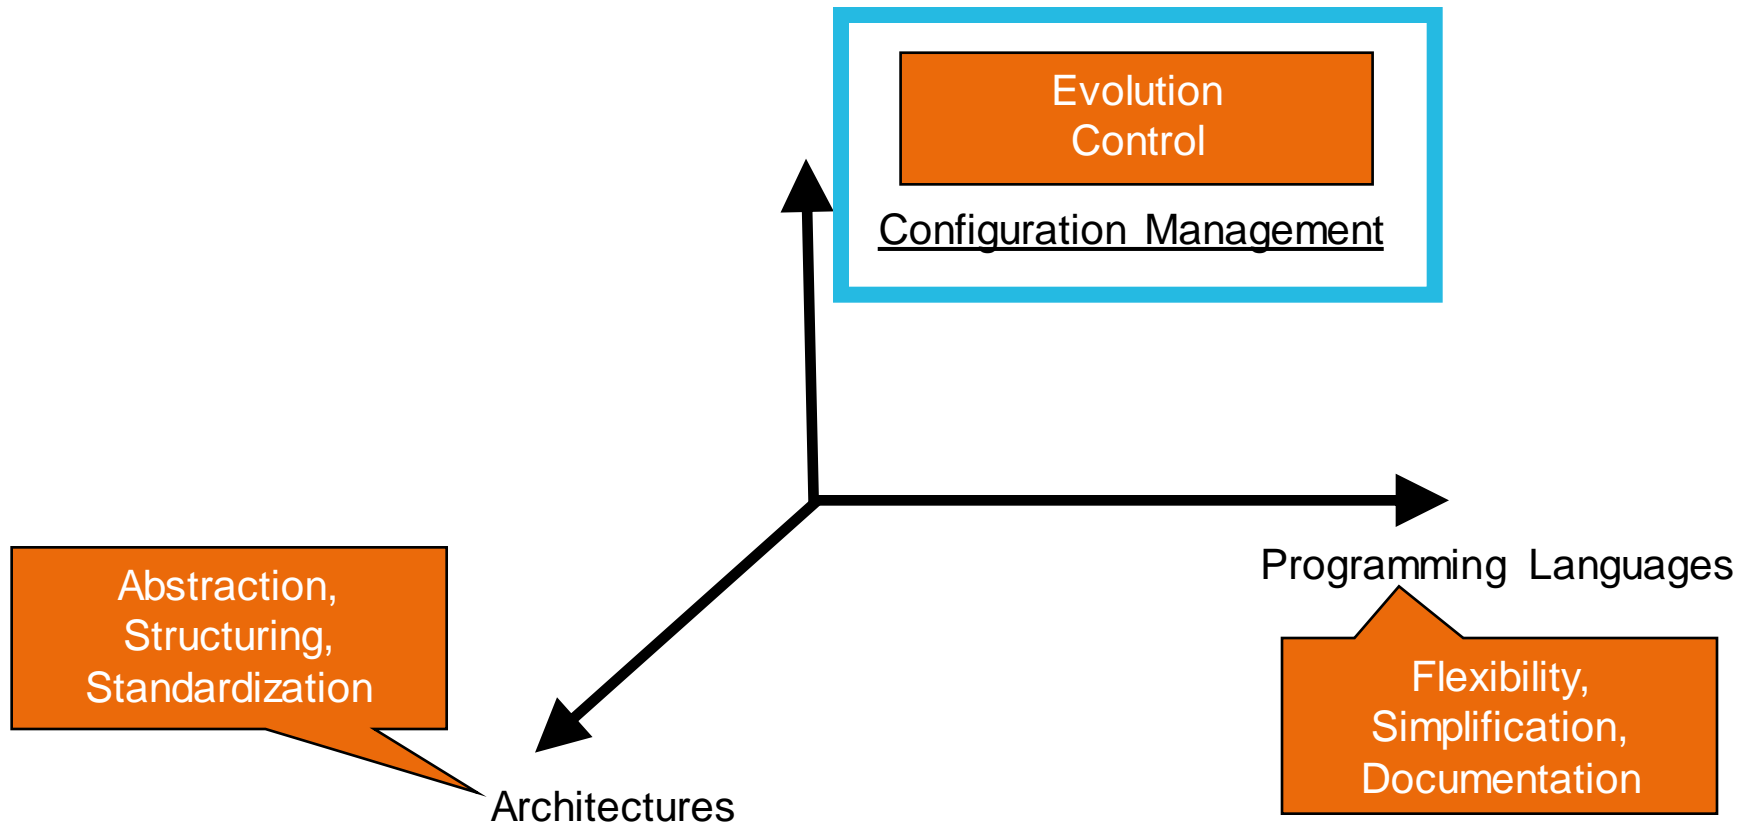 Evolution
Control
Configuration Management
Programming Languages
Abstraction,
Structuring,
Standardization
Flexibility,
Simplification,
Documentation
Architectures